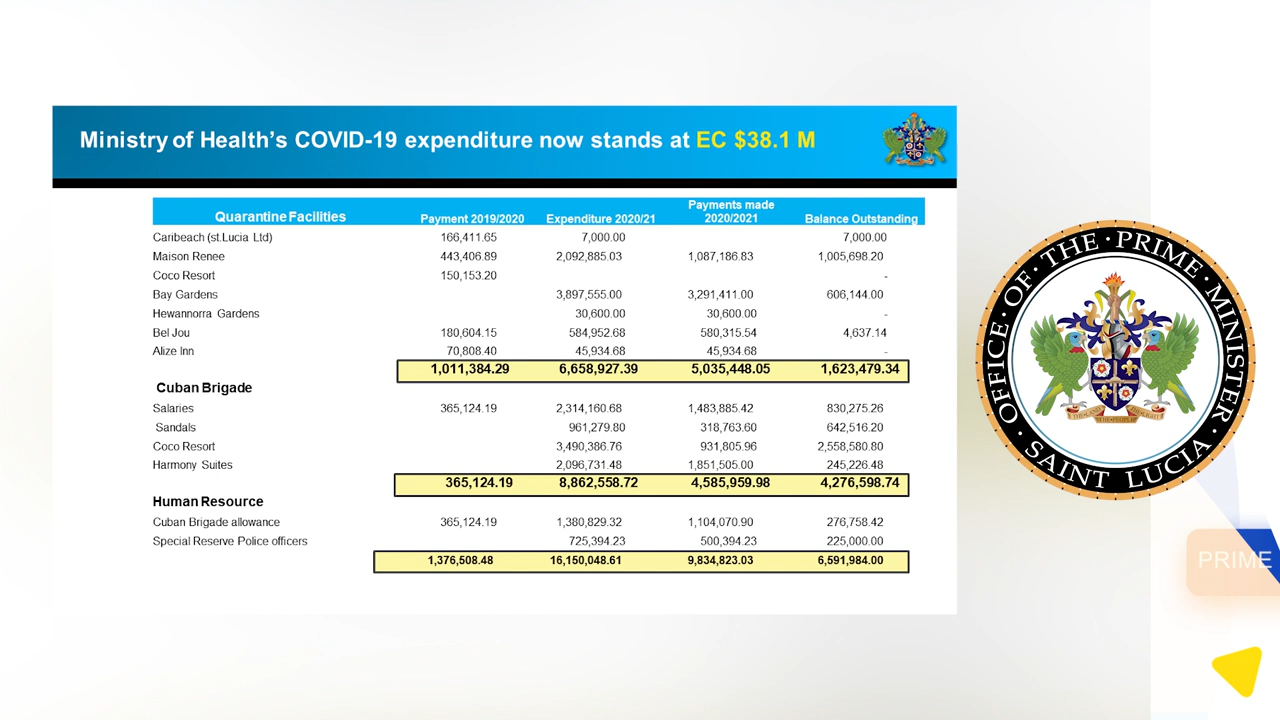 Ministry of Health’s COVID-19 expenditure now stands at EC $38.1 M
Quarantine Facilities Payment 2019/2020 Expenditure 2020/21 Payments made 2020/2021 Balance Outstanding
Caribeach (st.Lucia Ltd) 166,411.65 7,000.00 7,000.00
Maison Renee 443,406.89 2,092,885.03 1,087,186.83 1,005,698.20
Coco Resort 150,153.20 -
Bay Gardens 3,897,555.00 3,291,411.00 606,144.00
Hewannorra Gardens 30,600.00 30,600.00 -
Bel Jou 180,604.15 584,952.68 580,315.54 4,637.14
Alize Inn 70,808.40 45,934.68 45,934.68 -
1,011,384.29 6,658,927.39 5,035,448.05 1,623,479.34
Cuban Brigade
Salaries 365,124.19 2,314,160.68 1,483,885.42 830,275.26
Sandals 961,279.80 318,763.60 642,516.20
Coco Resort 3,490,386.76 931,805.96 2,558,580.80
Harmony Suites 2,096,731.48 1,851,505.00 245,226.48
365,124.19 8,862,558.72 4,585,959.98 4,276,598.74
Human Resource
Cuban Brigade allowance 365,124.19 1,380,829.32 1,104,070.90 276,758.42
Special Reserve Police officers 725,394.23 500,394.23 225,000.00
1,376,508.48 16,150,048.61 9,834,823.03 6,591,984.00
OFFICE OF THE PRIME MINISTER
SAINT LUCIA
PRIME